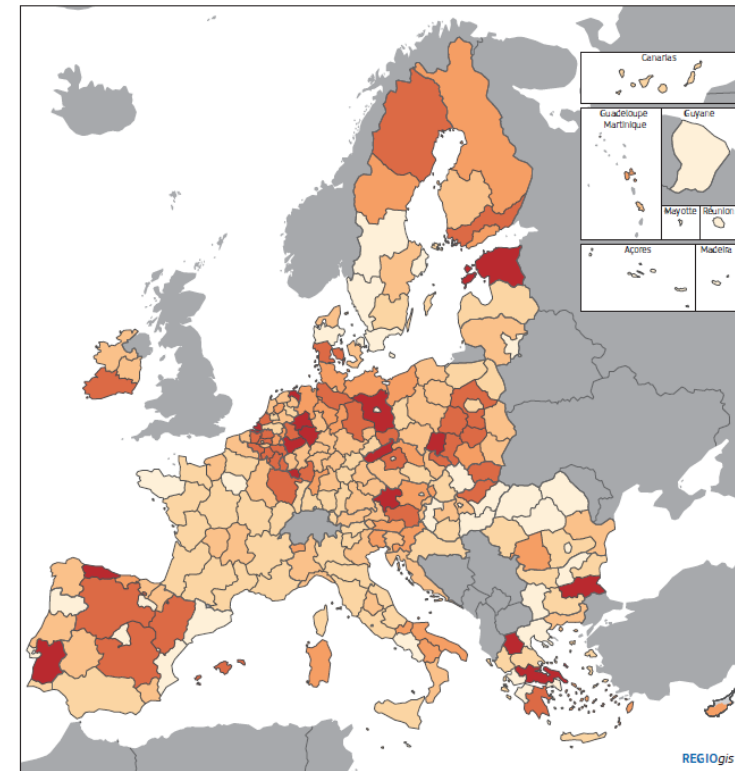 Canarias
Guadeloupe
Martinique
Guyane
Mayotte
Réunion
Açores
Madeira
REGIOgis